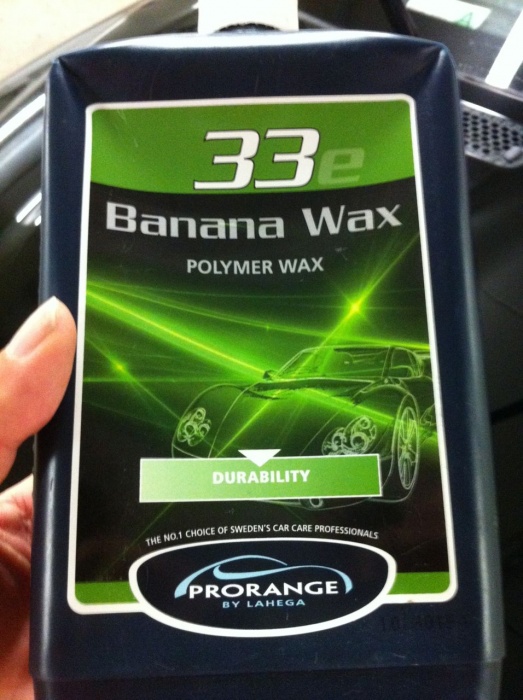 33e
Banana Wax
POLYMER WAX
DURABILITY
THE NO.1 CHOICE OF SWEDEN'S CAR CARE PROFESSIONALS
PRORANGE
BY LAHEGA